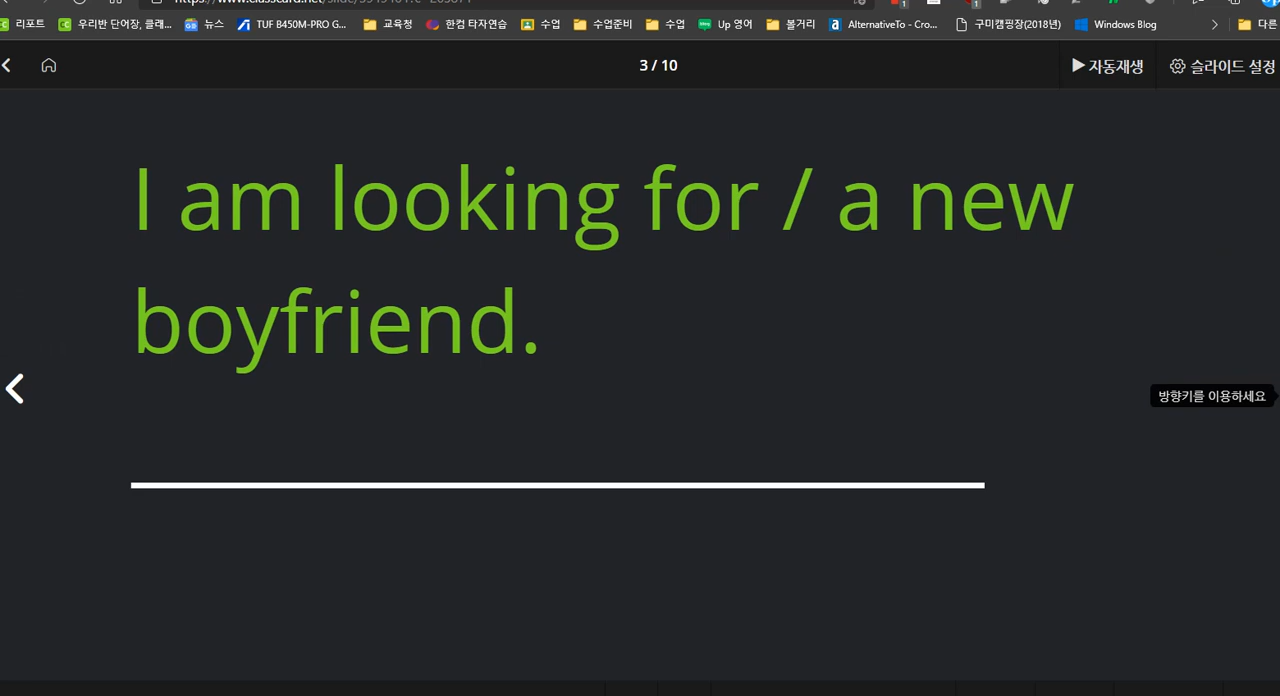 리포트 우리반 단어장, 클래... 뉴스 TUF B450M-PRO G... 교육청 한컴 타자연습 수업 수업준비 수업 Up 영어 볼거리 AlternativeTo - Cro... 구미캠핑장(2018년) Windows Blog 다른
3 / 10 자동재생 슬라이드 설정
I am looking for / a new
boyfriend.
방향키를 이용하세요